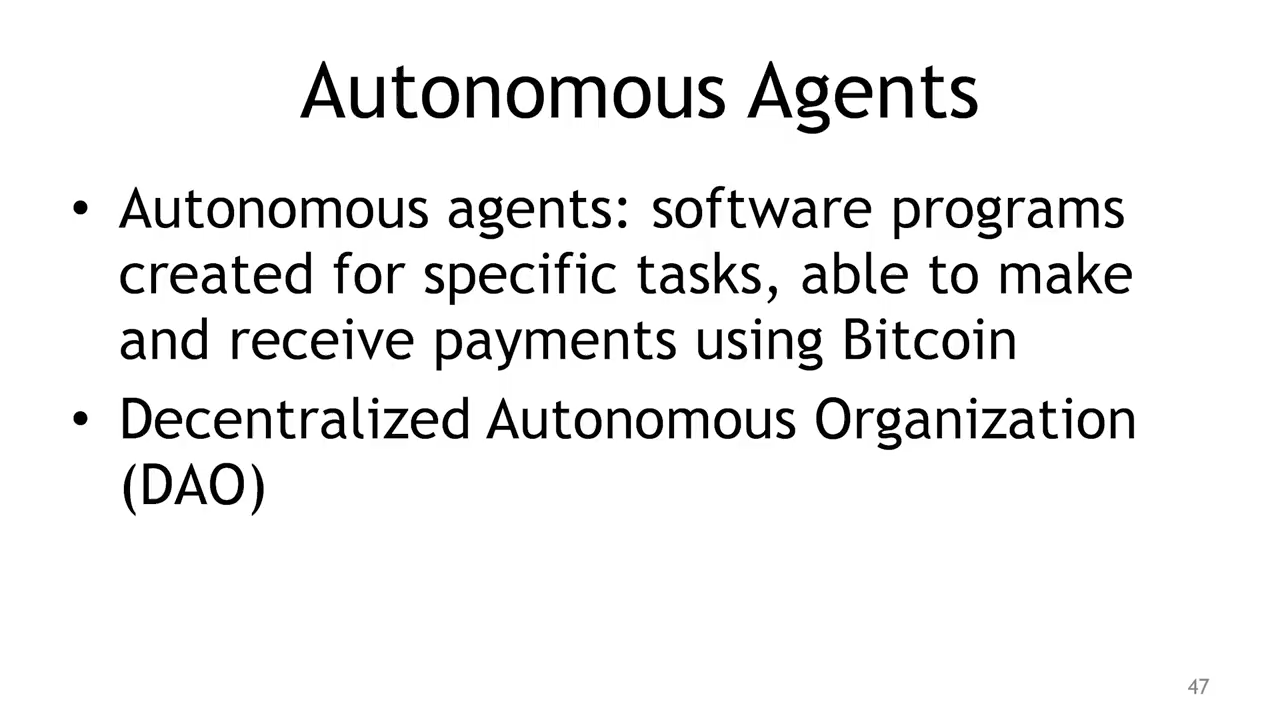 Autonomous Agents
• Autonomous agents: software programs
created for specific tasks, able to make
and receive payments using Bitcoin
• Decentralized Autonomous Organization
(DAO)
47